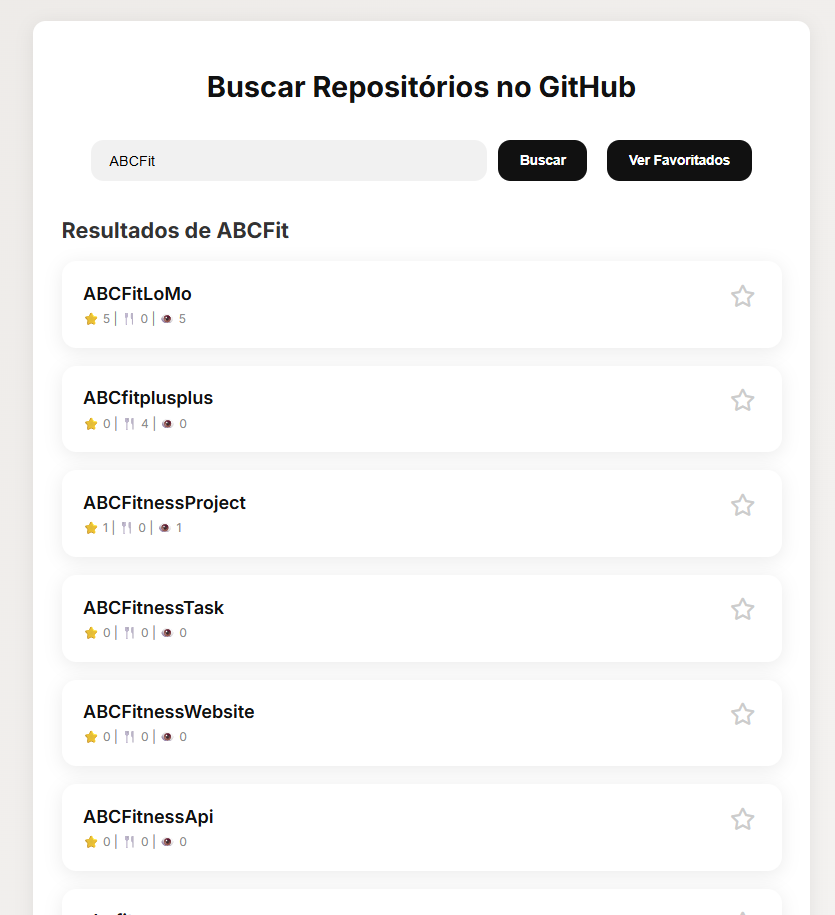 Buscar Repositórios no GitHub
ABCFit Buscar Ver Favoritados
Resultados de ABCFit
ABCFitLoMo
⭐ 5 | 🍴 0 | 👁 5
ABCfitplusplus
⭐ 0 | 🍴 4 | 👁 0
ABCFitnessProject
⭐ 1 | 🍴 0 | 👁 1
ABCFitnessTask
⭐ 0 | 🍴 0 | 👁 0
ABCFitnessWebsite
⭐ 0 | 🍴 0 | 👁 0
ABCFitnessApi
⭐ 0 | 🍴 0 | 👁 0